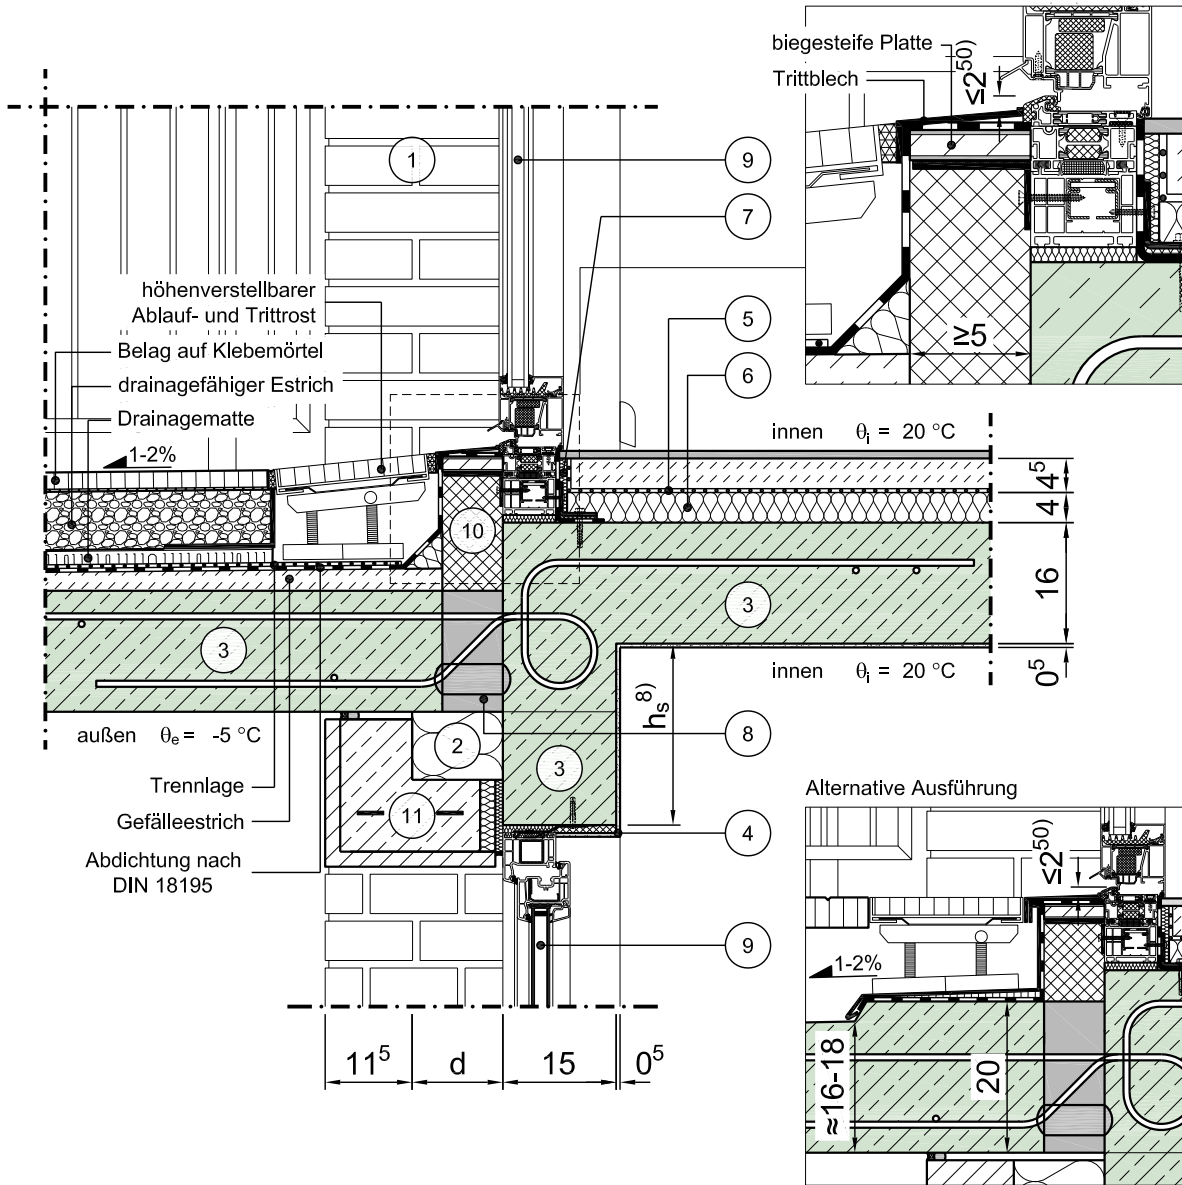 biegesteife Platte
Trittblech
≤2⁵⁰⁾
≥5
1
9
7
höhenverstellbarer
Ablauf- und Trittrost
5
Belag auf Klebemörtel
6
drainagefähiger Estrich
Drainagematte
1-2%
innen θi = 20 °C
4⁵
4
10
16
3
3
innen θi = 20 °C
0⁵
hs⁸⁾
außen θe = -5 °C
2
8
3
Trennlage
Alternative Ausführung
11
Gefälleestrich
4
Abdichtung nach
DIN 18195
≤2⁵⁰⁾
9
1-2%
11⁵
d
15
0⁵
≈16-18
20